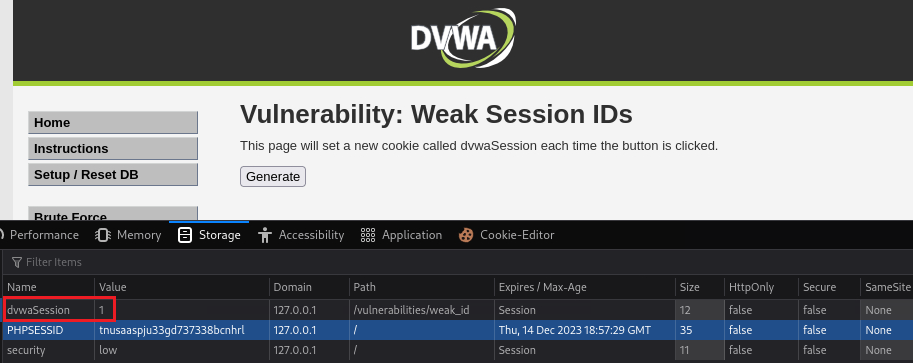 DVWA
Vulnerability: Weak Session IDs
This page will set a new cookie called dvwaSession each time the button is clicked.
Generate
Home
Instructions
Setup / Reset DB
Brute Force
Performance Memory Storage Accessibility Application Cookie-Editor
Filter Items
Name Value Domain Path Expires / Max-Age Size HttpOnly Secure SameSite
dvwaSession 1 127.0.0.1 /vulnerabilities/weak_id Session 12 false false None
PHPSESSID tnusaaspju33gd737338bcnhrl 127.0.0.1 / Thu, 14 Dec 2023 18:57:29 GMT 35 false false None
security low 127.0.0.1 / Session 11 false false None